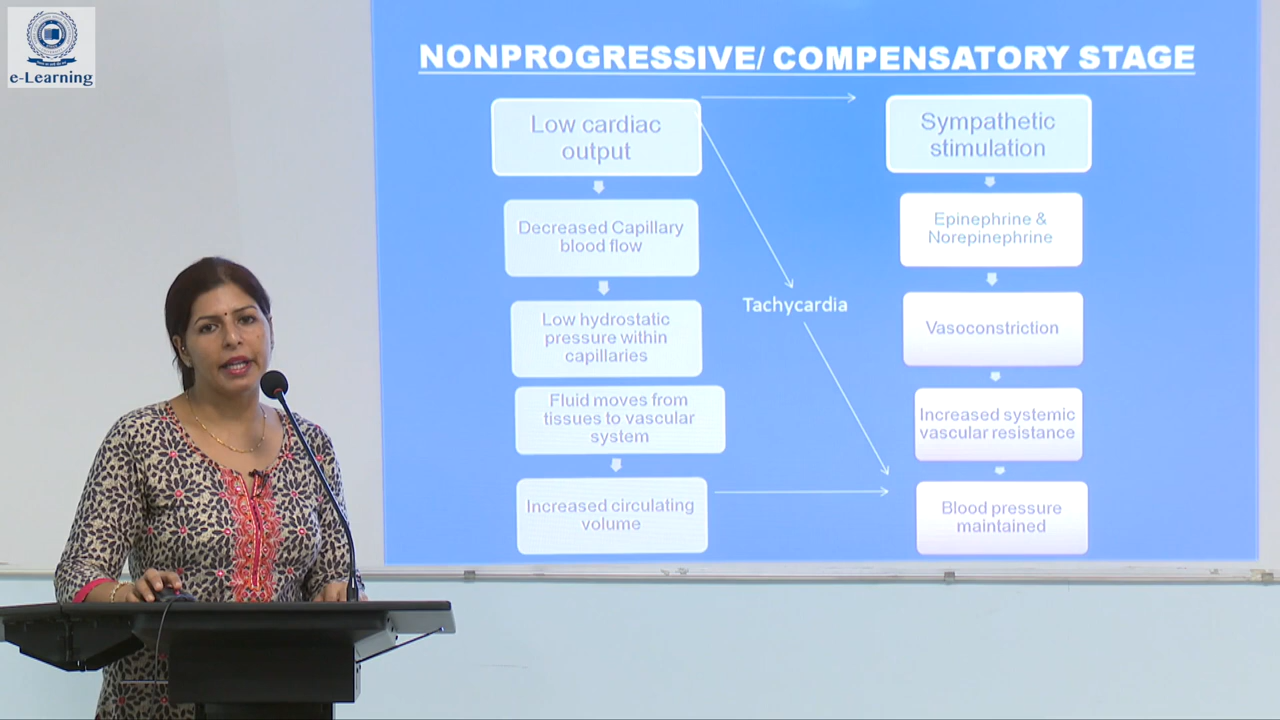 e-Learning
NONPROGRESSIVE/ COMPENSATORY STAGE
Low cardiac
output
Decreased Capillary
blood flow
Low hydrostatic
pressure within
capillaries
Fluid moves from
tissues to vascular
system
Increased circulating
volume
Tachycardia
Sympathetic
stimulation
Epinephrine &
Norepinephrine
Vasoconstriction
Increased systemic
vascular resistance
Blood pressure
maintained